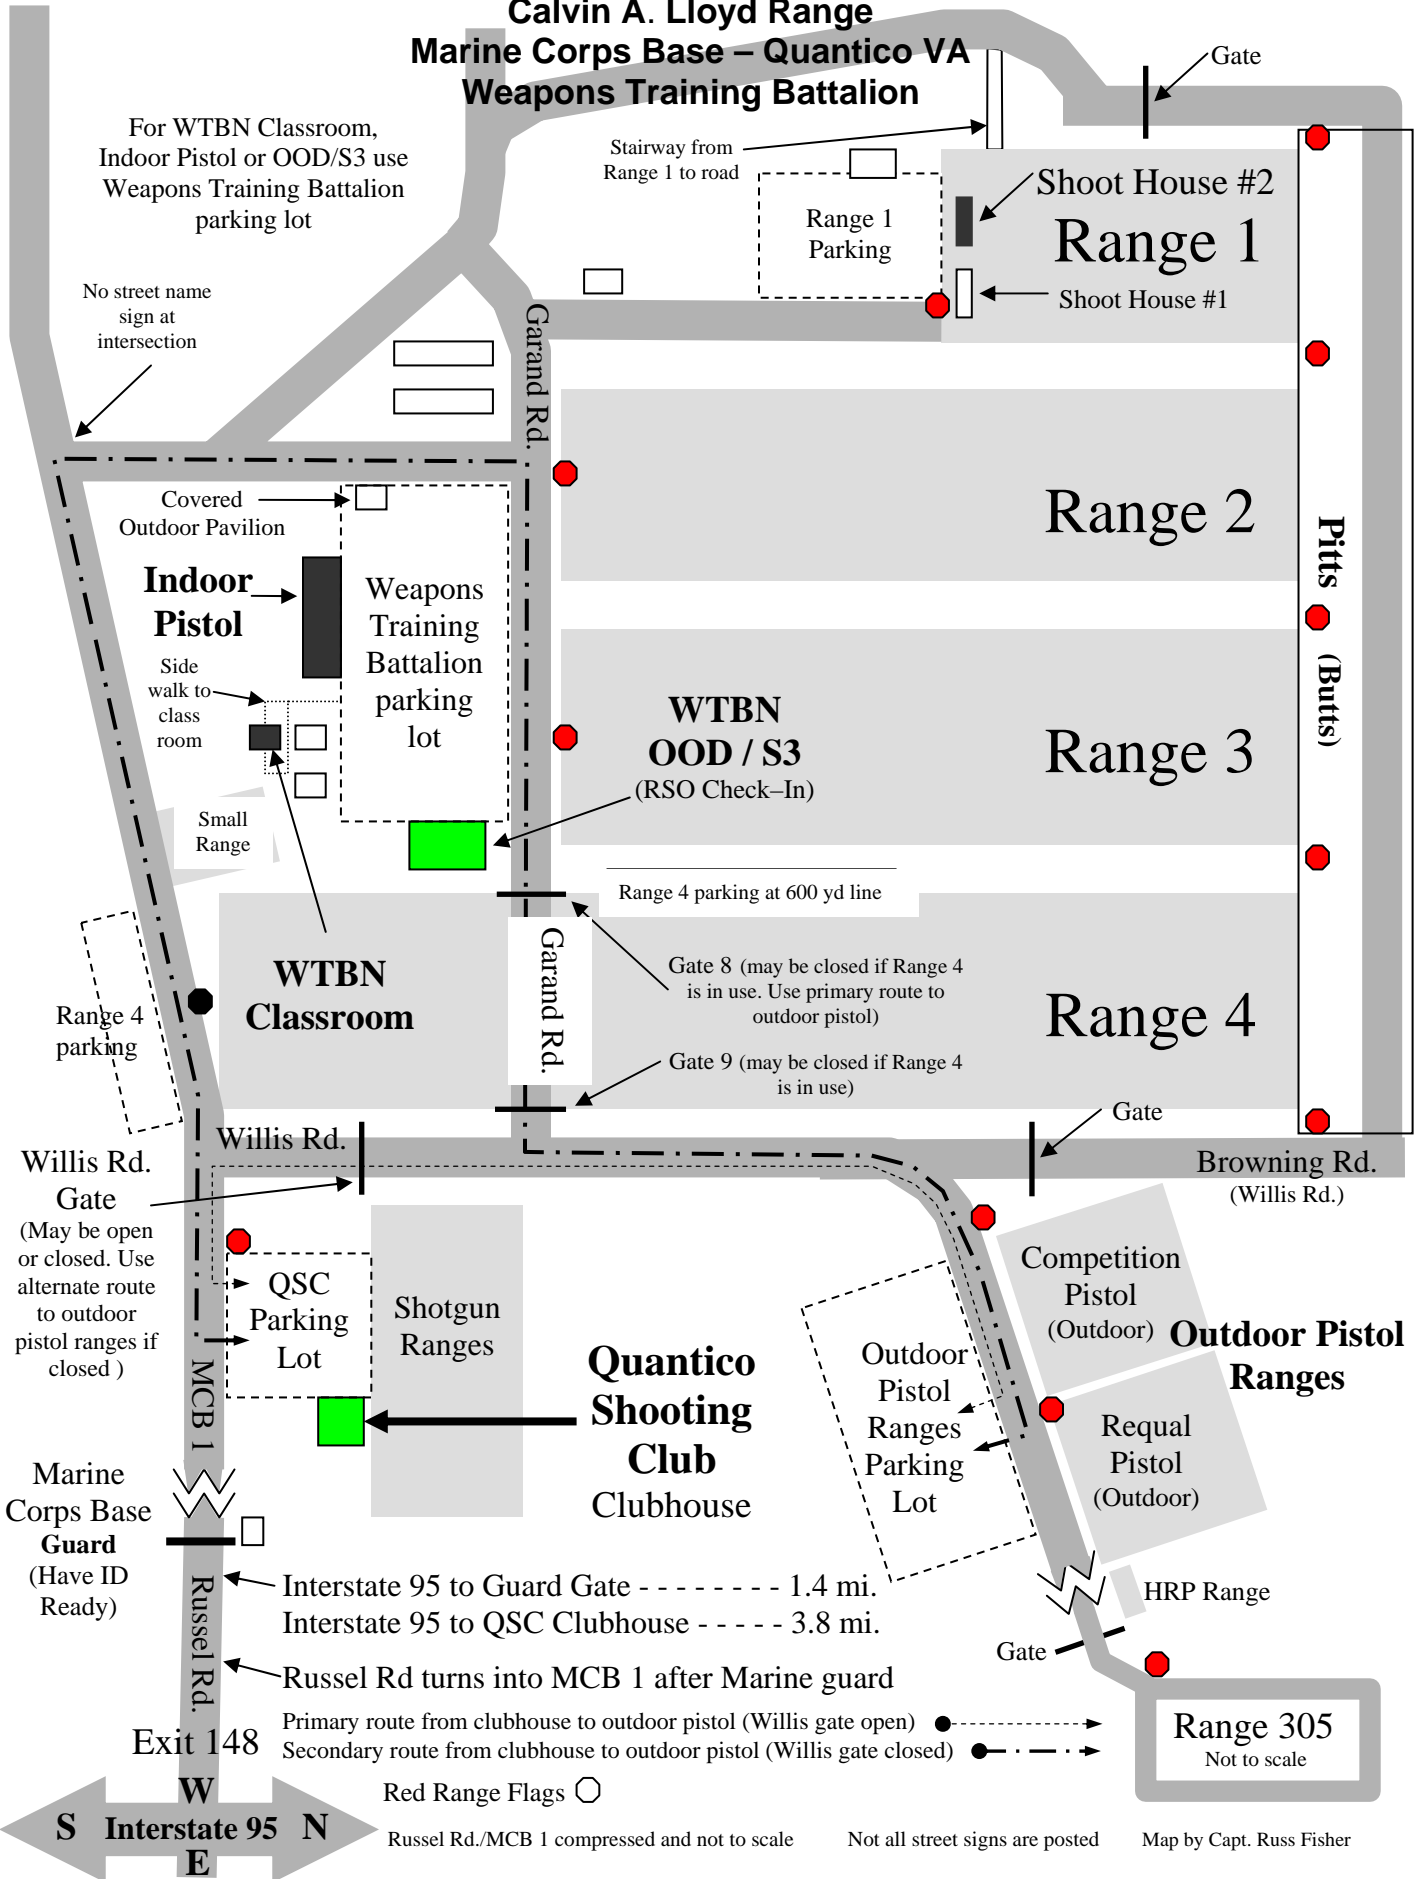 Calvin A. Lloyd Range
Marine Corps Base – Quantico VA
Weapons Training Battalion
Gate
For WTBN Classroom,
Indoor Pistol or OOD/S3 use
Weapons Training Battalion
parking lot
Stairway from
Range 1 to road
Shoot House #2
Range 1
Parking
Range 1
Shoot House #1
No street name
sign at
intersection
Garand Rd.
Covered
Outdoor Pavilion
Range 2
Pitts (Butts)
Indoor
Pistol
Weapons
Training
Battalion
parking
lot
Side
walk to
class
room
WTBN
OOD / S3
(RSO Check–In)
Range 3
Small
Range
Range 4 parking at 600 yd line
WTBN
Classroom
Garand Rd.
Gate 8 (may be closed if Range 4
is in use. Use primary route to
outdoor pistol)
Range 4
Range 4
parking
Gate 9 (may be closed if Range 4
is in use)
Gate
Willis Rd.
Browning Rd.
(Willis Rd.)
Willis Rd.
Gate
(May be open
or closed. Use
alternate route
to outdoor
pistol ranges if
closed )
QSC
Parking
Lot
Shotgun
Ranges
Competition
Pistol
(Outdoor)
Outdoor Pistol
Ranges
Outdoor
Pistol
Ranges
Parking
Lot
Requal
Pistol
(Outdoor)
Quantico
Shooting
Club
Clubhouse
MCB 1
Marine
Corps Base
Guard
(Have ID
Ready)
Russel Rd.
Interstate 95 to Guard Gate - - - - - - - - 1.4 mi.
Interstate 95 to QSC Clubhouse - - - - - 3.8 mi.
HRP Range
Gate
Russel Rd turns into MCB 1 after Marine guard
Primary route from clubhouse to outdoor pistol (Willis gate open)
Secondary route from clubhouse to outdoor pistol (Willis gate closed)
Range 305
Not to scale
Exit 148
Red Range Flags
W
S Interstate 95 N
E
Russel Rd./MCB 1 compressed and not to scale
Not all street signs are posted
Map by Capt. Russ Fisher